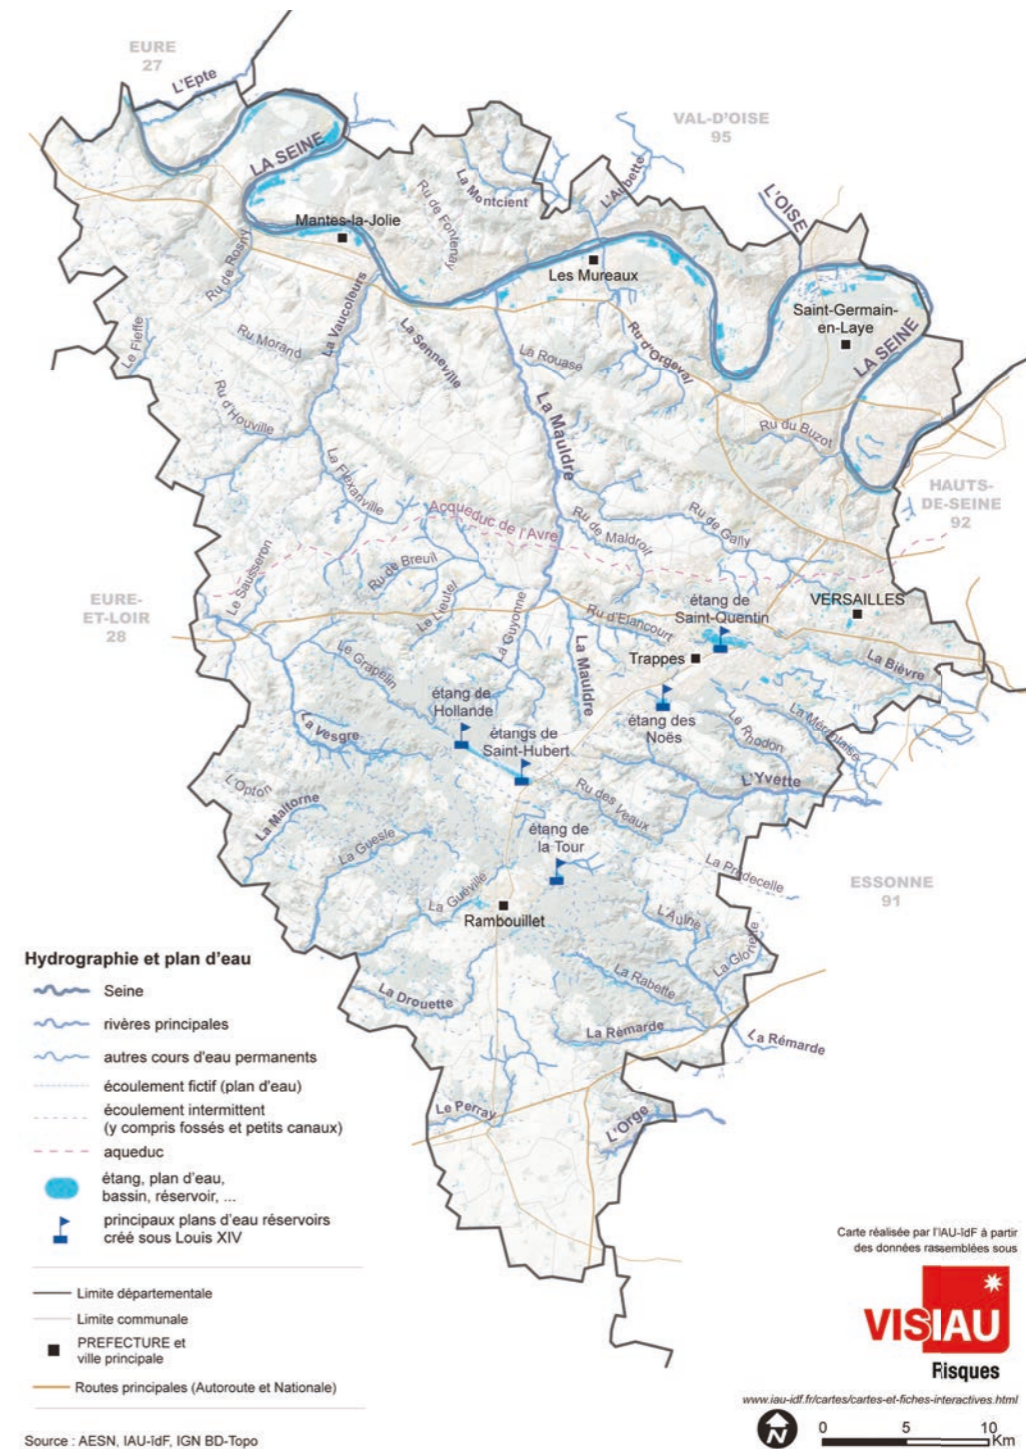 EURE
27
L'Epte
VAL-D'OISE
95
LA SEINE
La Montcient
L'Aubette
L'OISE
Ru de Fontenay
Mantes-la-Jolie
Ru de Rosny
Les Mureaux
Saint-Germain-
en-Laye
Le Fieffe
Ru Morand
La Vaucouleurs
La Senneville
La Rouase
Ru d'Orgeval
LA SEINE
Ru d'Houville
La Mauldre
Ru du Buzot
La Flexanville
HAUTS-
DE-SEINE
92
Acqueduc de l'Avre
Ru de Maldroit
Ru de Gally
Le Sausseron
Ru de Breuil
Le Lieutel
La Guyonne
EURE-
ET-LOIR
28
Ru d'Elancourt
étang de
Saint-Quentin
VERSAILLES
Le Grapelin
La Mauldre
Trappes
La Bièvre
étang de
Hollande
étang des
Noës
La Vesgre
étangs de
Saint-Hubert
Le Rhodon
La Mérantaise
L'Opton
La Maltorne
Ru des Veaux
L'Yvette
La Guesle
étang de
la Tour
La Prédecelle
ESSONNE
91
La Guéville
Rambouillet
L'Aulne
La Gloriette
La Rabette
La Drouette
La Rémarde
La Rémarde
Le Perray
L'Orge
Hydrographie et plan d'eau
Seine
rivères principales
autres cours d'eau permanents
écoulement fictif (plan d'eau)
écoulement intermittent
(y compris fossés et petits canaux)
aqueduc
étang, plan d'eau,
bassin, réservoir, ...
principaux plans d'eau réservoirs
créé sous Louis XIV
Limite départementale
Limite communale
PREFECTURE et
ville principale
Routes principales (Autoroute et Nationale)
Source : AESN, IAU-îdF, IGN BD-Topo
Carte réalisée par l'IAU-îdF à partir
des données rassemblées sous
VISIAU
Risques
www.iau-idf.fr/cartes/cartes-et-fiches-interactives.html
N
0 5 10
Km